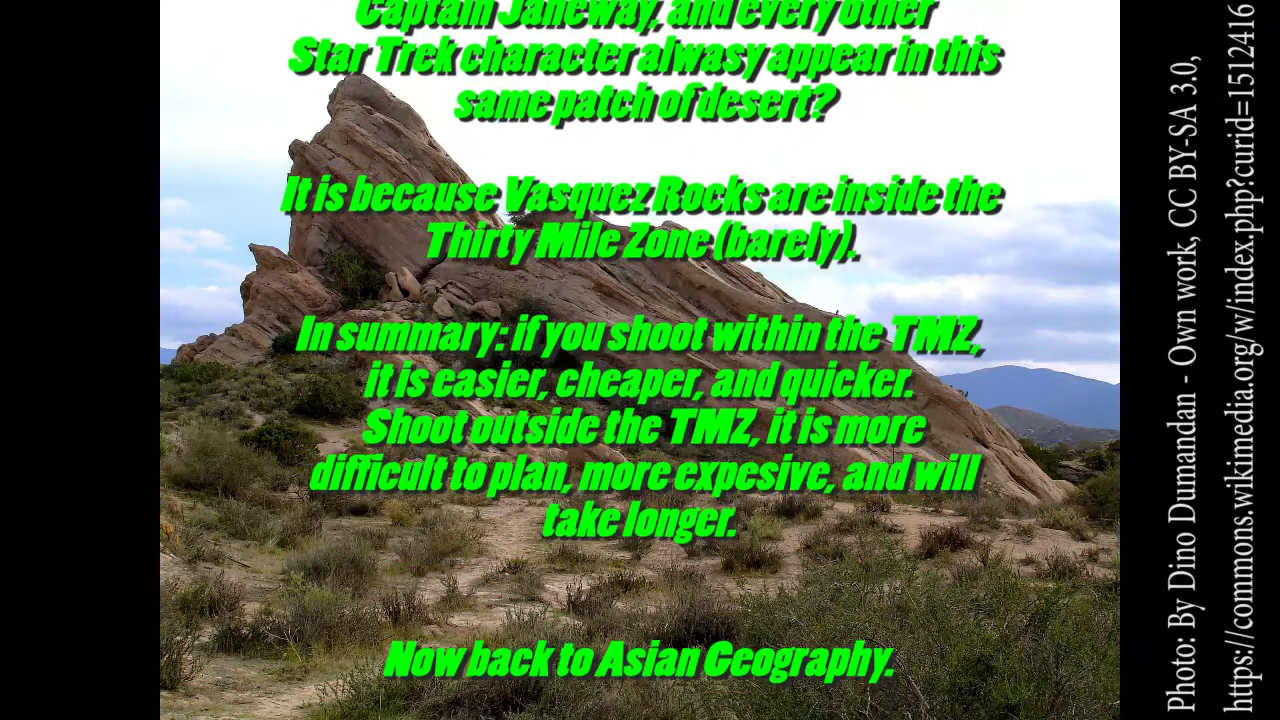 Captain Janeway, and every other
Star Trek character alwasy appear in this
same patch of desert?
It is because Vasquez Rocks are inside the
Thirty Mile Zone (barely).
In summary: if you shoot within the TMZ,
it is easier, cheaper, and quicker.
Shoot outside the TMZ, it is more
difficult to plan, more expesive, and will
take longer.
Now back to Asian Geography.
Photo: By Dino Dumandan - Own work, CC BY-SA 3.0,
https://commons.wikimedia.org/w/index.php?curid=1512416